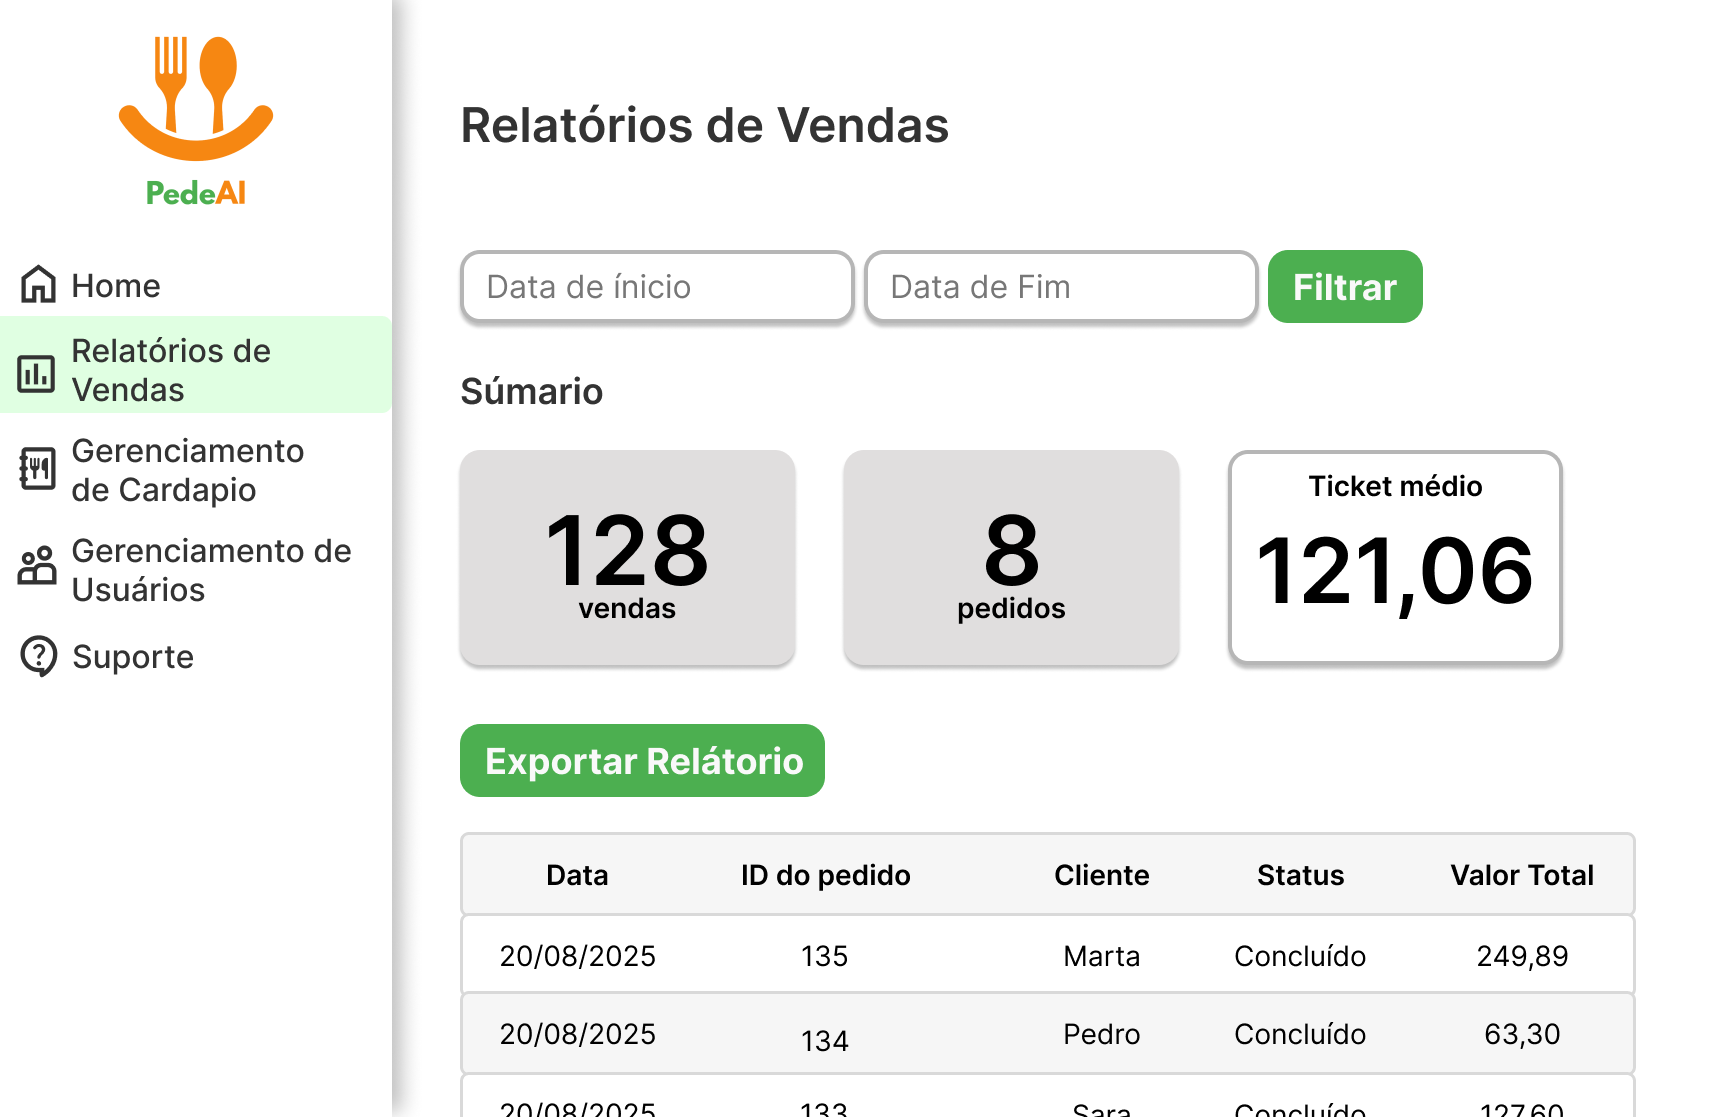 PedeAI
Home
Relatórios de
Vendas
Gerenciamento
de Cardapio
Gerenciamento de
Usuários
Suporte
Relatórios de Vendas
Data de ínicio
Data de Fim
Filtrar
Súmario
128
vendas
8
pedidos
Ticket médio
121,06
Exportar Relátorio
Data ID do pedido Cliente Status Valor Total
20/08/2025 135 Marta Concluído 249,89
20/08/2025 134 Pedro Concluído 63,30
20/08/2025 133 Sara Concluído 127,60